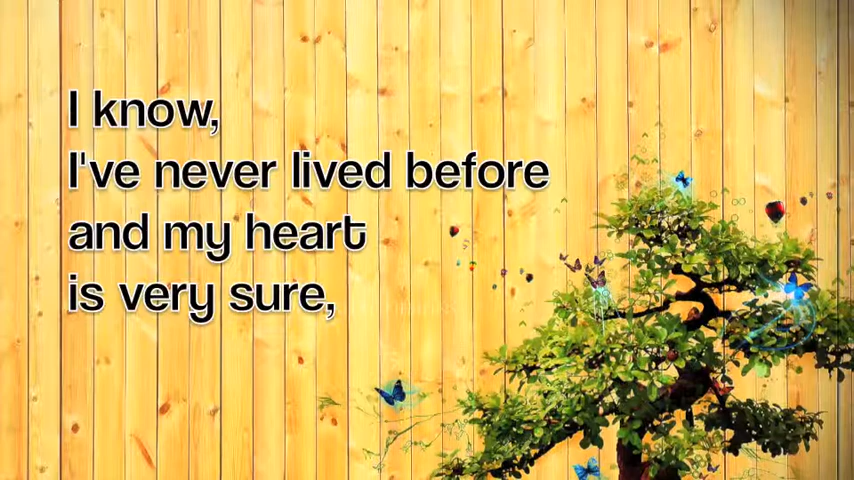 I know,
I've never lived before
and my heart
is very sure,